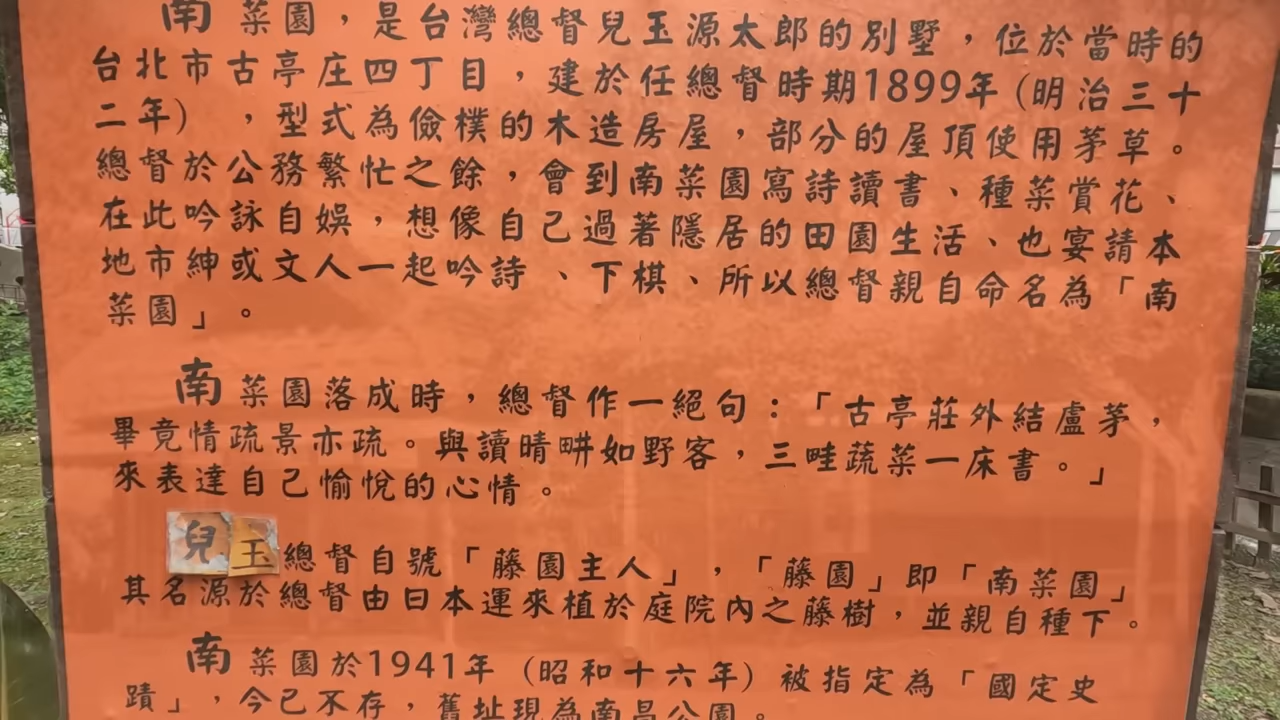 南菜園，是台灣總督兒玉源太郎的別墅，位於當時的
台北市古亭庄四丁目，建於任總督時期1899年(明治三十
二年)，型式為儉樸的木造房屋，部分的屋頂使用茅草。
總督於公務繁忙之餘，會到南菜園寫詩讀書、種菜賞花、
在此吟詠自娛，想像自己過著隱居的田園生活、也宴請本
地市紳或文人一起吟詩、下棋、所以總督親自命名為「南
菜園」。
南菜園落成時，總督作一絕句：「古亭莊外結盧茅，
畢竟情疏景亦疏。與讀晴畊如野客，三畦蔬菜一床書。」
來表達自己愉悅的心情。
兒玉總督自號「藤園主人」，「藤園」即「南菜園」
其名源於總督由日本運來植於庭院內之藤樹，並親自種下。
南菜園於1941年(昭和十六年)被指定為「國定史
蹟」，今已不存，舊址現為南昌公園。